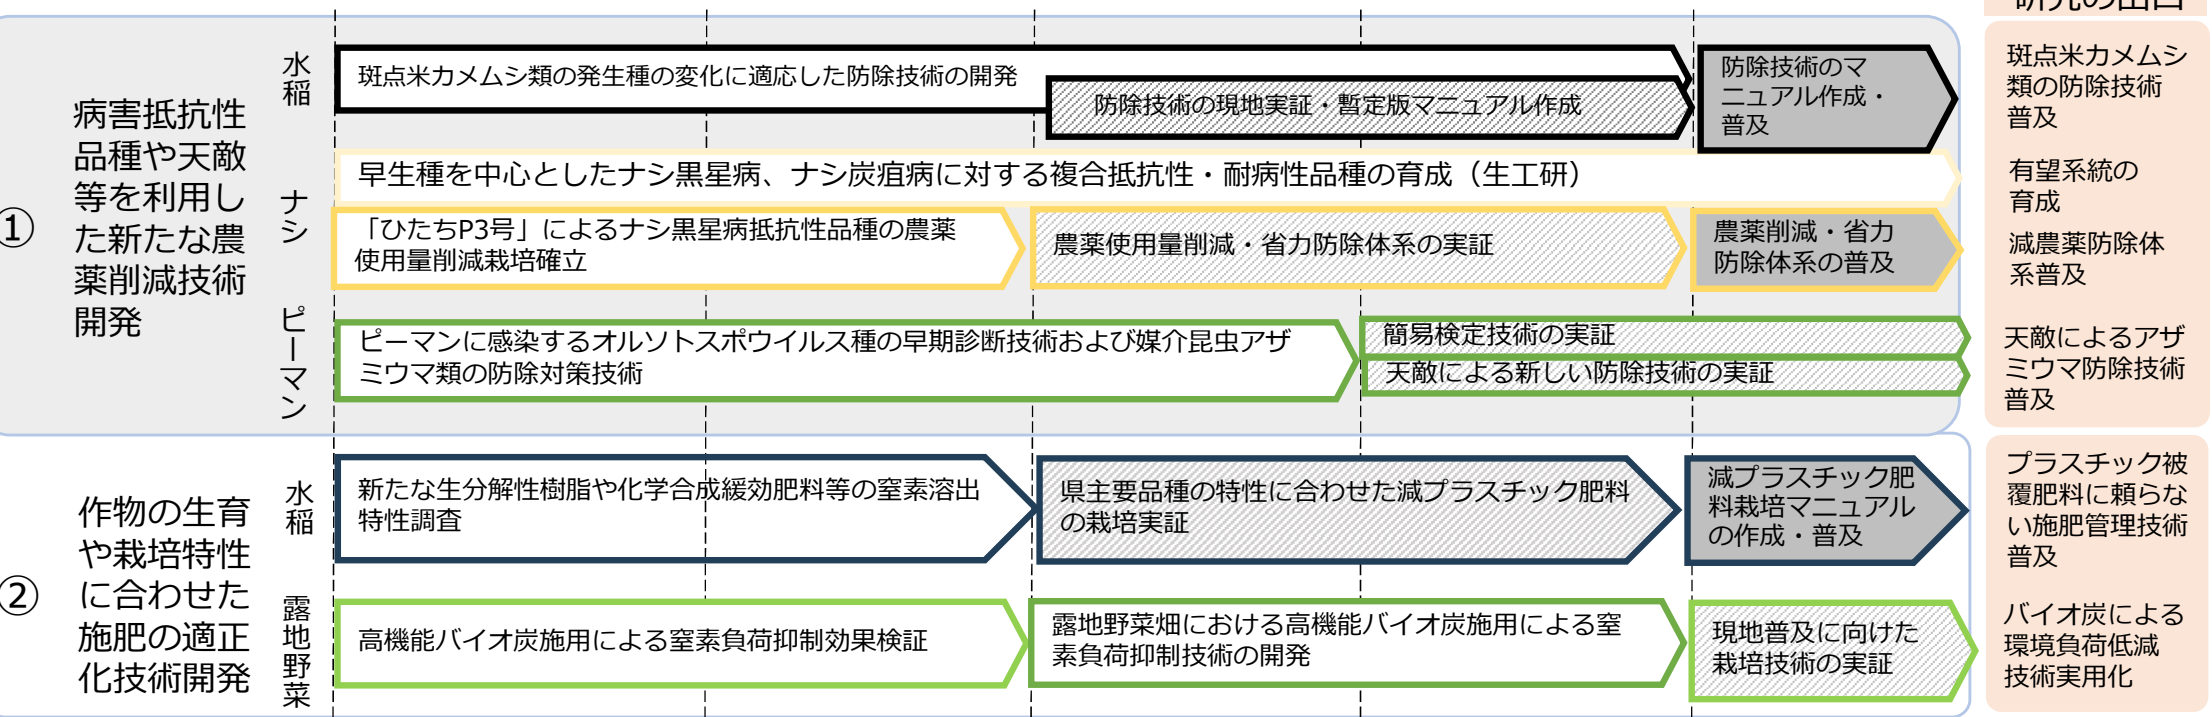 研究の出口
①
病害抵抗性
品種や天敵
等を利用し
た新たな農
薬削減技術
開発
水稲
斑点米カメムシ類の発生種の変化に適応した防除技術の開発
防除技術の現地実証・暫定版マニュアル作成
防除技術のマ
ニュアル作成・
普及
斑点米カメムシ
類の防除技術
普及
ナシ
早生種を中心としたナシ黒星病、ナシ炭疽病に対する複合抵抗性・耐病性品種の育成（生工研）
有望系統の
育成
「ひたちP3号」によるナシ黒星病抵抗性品種の農薬
使用量削減栽培確立
農薬使用量削減・省力防除体系の実証
農薬削減・省力
防除体系の普及
減農薬防除体
系普及
ピーマン
ピーマンに感染するオルソトスポウイルス種の早期診断技術および媒介昆虫アザ
ミウマ類の防除対策技術
簡易検定技術の実証
天敵による新しい防除技術の実証
天敵によるアザ
ミウマ防除技術
普及
②
作物の生育
や栽培特性
に合わせた
施肥の適正
化技術開発
水稲
新たな生分解性樹脂や化学合成緩効肥料等の窒素溶出
特性調査
県主要品種の特性に合わせた減プラスチック肥料
の栽培実証
減プラスチック肥
料栽培マニュアル
の作成・普及
プラスチック被
覆肥料に頼らな
い施肥管理技術
普及
露地野菜
高機能バイオ炭施用による窒素負荷抑制効果検証
露地野菜畑における高機能バイオ炭施用による窒
素負荷抑制技術の開発
現地普及に向けた
栽培技術の実証
バイオ炭による
環境負荷低減
技術実用化